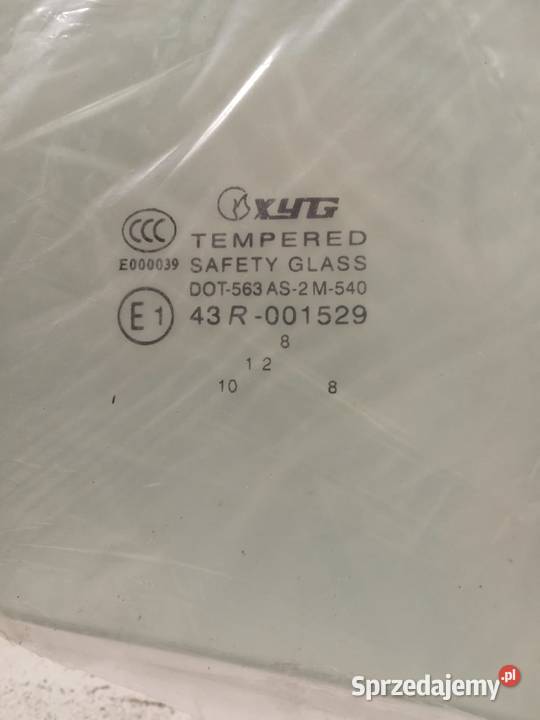 XYG
CCC TEMPERED
E000039 SAFETY GLASS
DOT-563 AS-2 M-540
E1 43R-001529
8
1 2
10 8
Sprzedajemy.pl